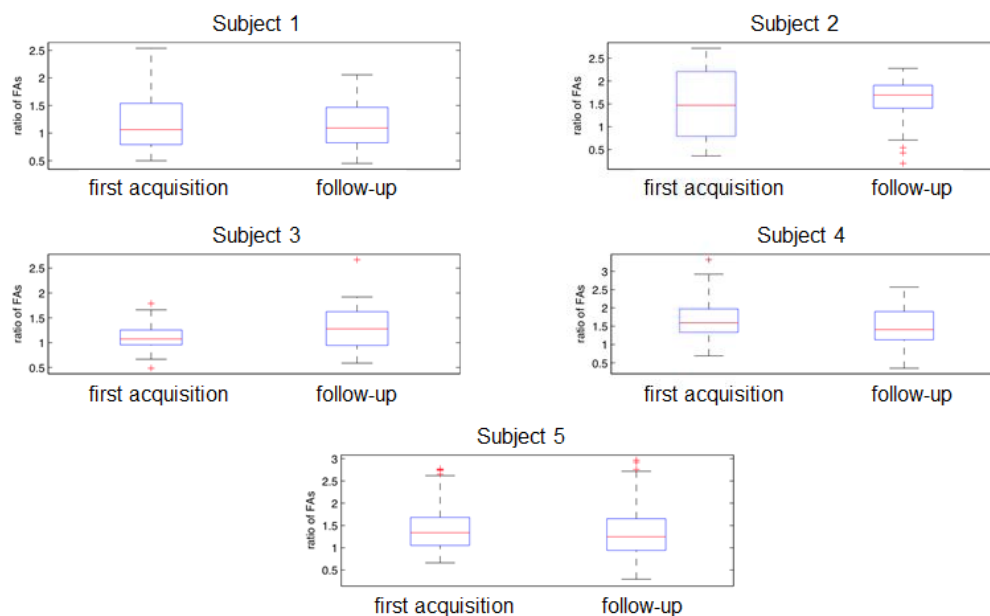 Subject 1
2.5
2
1.5
1
0.5
ratio of FAs
first acquisition
follow-up
Subject 2
2.5
2
1.5
1
0.5
ratio of FAs
first acquisition
follow-up
Subject 3
2.5
2
1.5
1
0.5
ratio of FAs
first acquisition
follow-up
Subject 4
3
2.5
2
1.5
1
0.5
ratio of FAs
first acquisition
follow-up
Subject 5
3
2.5
2
1.5
1
0.5
ratio of FAs
first acquisition
follow-up